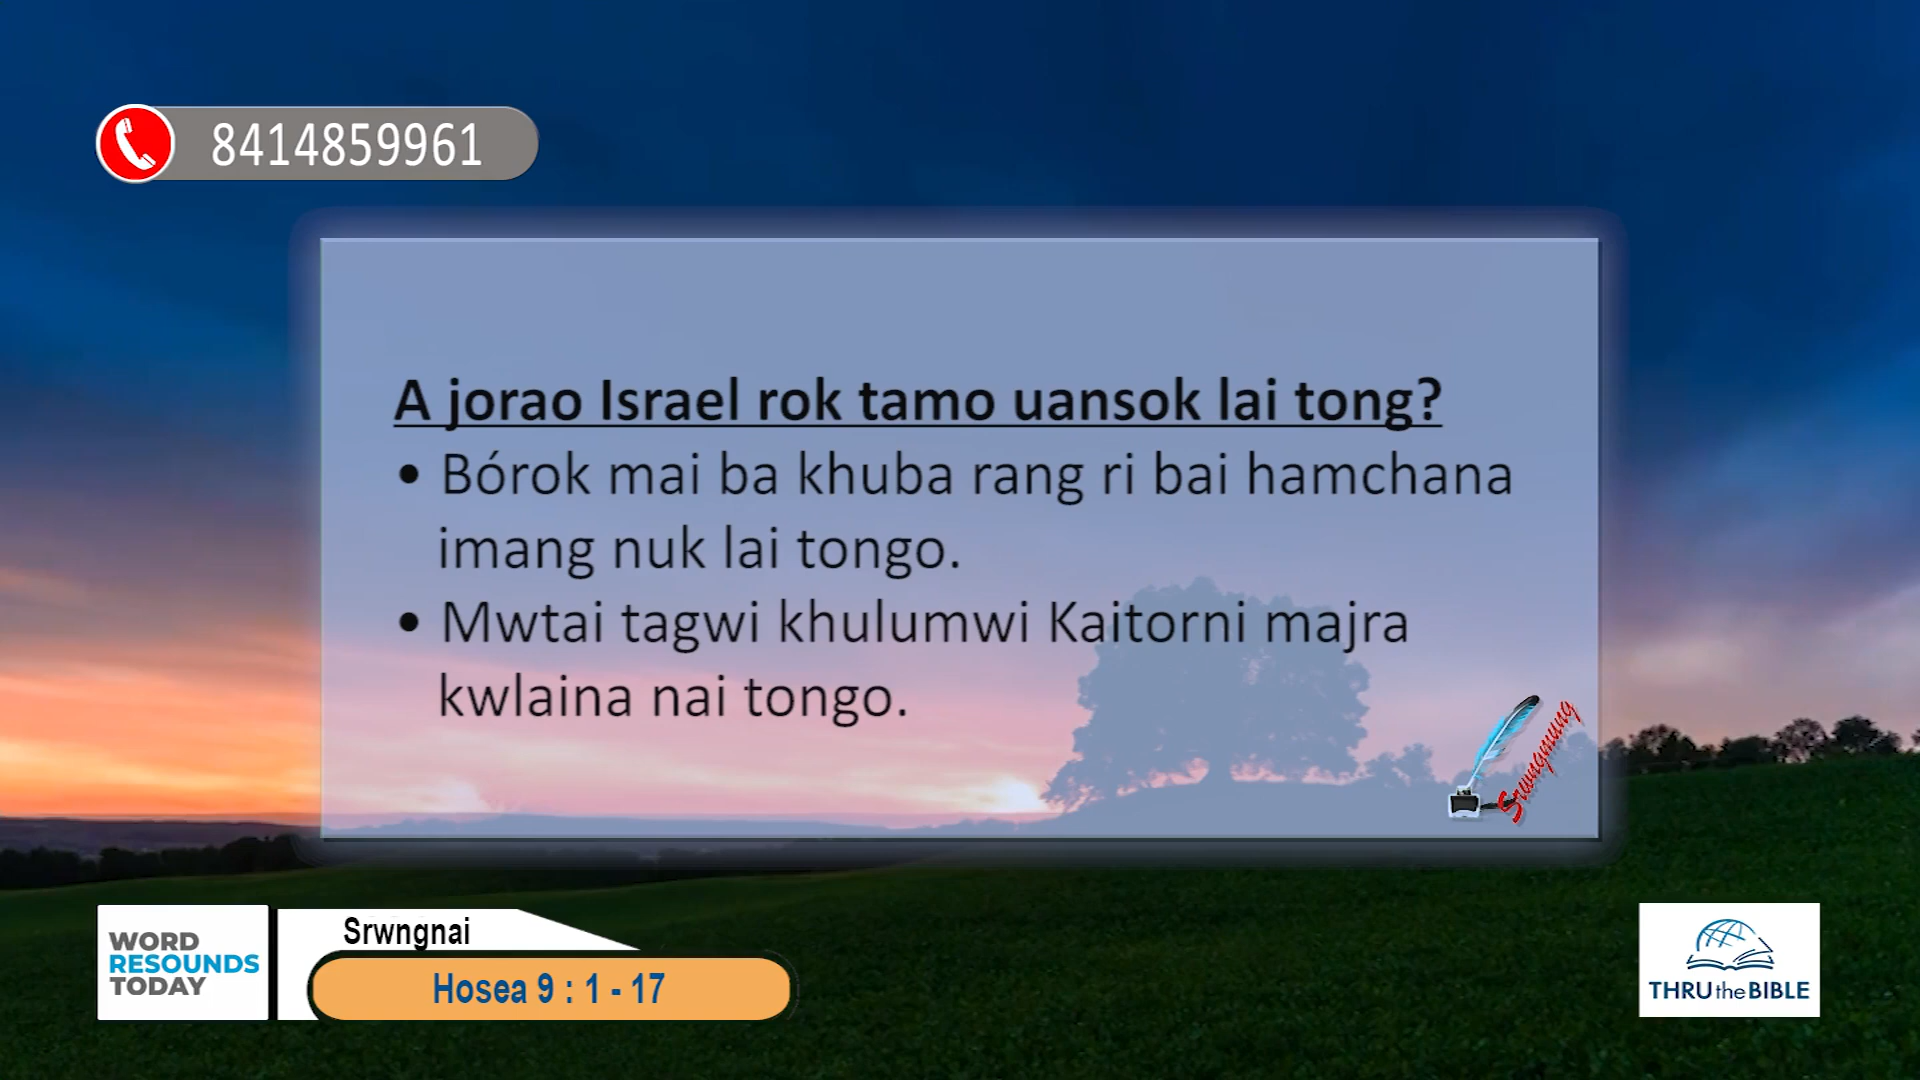 8414859961
A jorao Israel rok tamo uansok lai tong?
• Bórok mai ba khuba rang ri bai hamchana
imang nuk lai tongo.
• Mwtai tagwi khulumwi Kaitorni majra
kwlaina nai tongo.
Srwngnung
WORD
RESOUNDS
TODAY
Srwngnai
Hosea 9 : 1 - 17
THRU the BIBLE